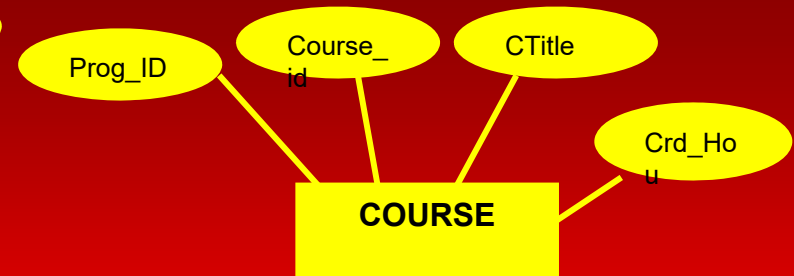 Prog_ID
Course_
id
CTitle
Crd_Ho
u
COURSE